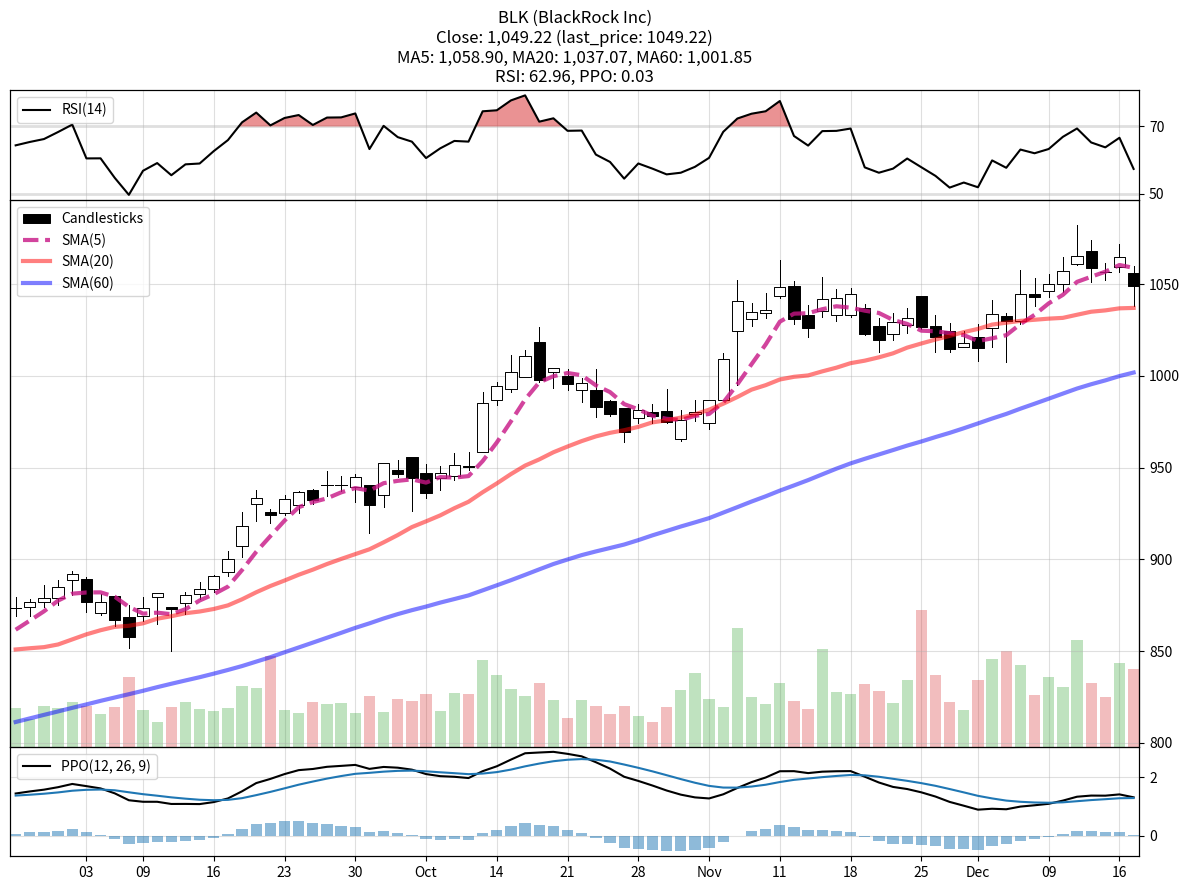 BLK (BlackRock Inc)
Close: 1,049.22 (last_price: 1049.22)
MA5: 1,058.90, MA20: 1,037.07, MA60: 1,001.85
RSI: 62.96, PPO: 0.03
RSI(14)
70
50
Candlesticks
SMA(5)
SMA(20)
SMA(60)
1050
1000
950
900
850
800
PPO(12, 26, 9)
2
0
03 09 16 23 30 Oct 14 21 28 Nov 11 18 25 Dec 09 16